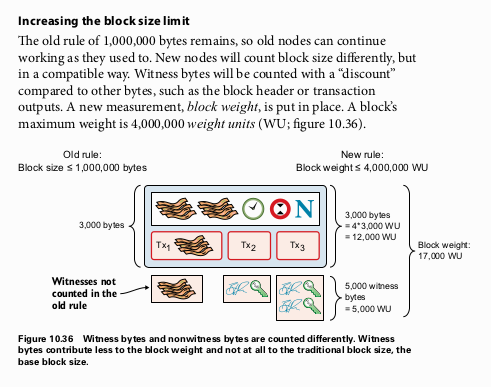 Increasing the block size limit
The old rule of 1,000,000 bytes remains, so old nodes can continue
working as they used to. New nodes will count block size differently, but
in a compatible way. Witness bytes will be counted with a “discount”
compared to other bytes, such as the block header or transaction
outputs. A new measurement, block weight, is put in place. A block’s
maximum weight is 4,000,000 weight units (WU; figure 10.36).
Old rule:
Block size ≤ 1,000,000 bytes
New rule:
Block weight ≤ 4,000,000 WU
3,000 bytes
N
Tx1
Tx2
Tx3
3,000 bytes
= 4*3,000 WU
= 12,000 WU
Block weight:
17,000 WU
Witnesses not
counted in the
old rule
5,000 witness
bytes
= 5,000 WU
Figure 10.36 Witness bytes and nonwitness bytes are counted differently. Witness
bytes contribute less to the block weight and not at all to the traditional block size, the
base block size.